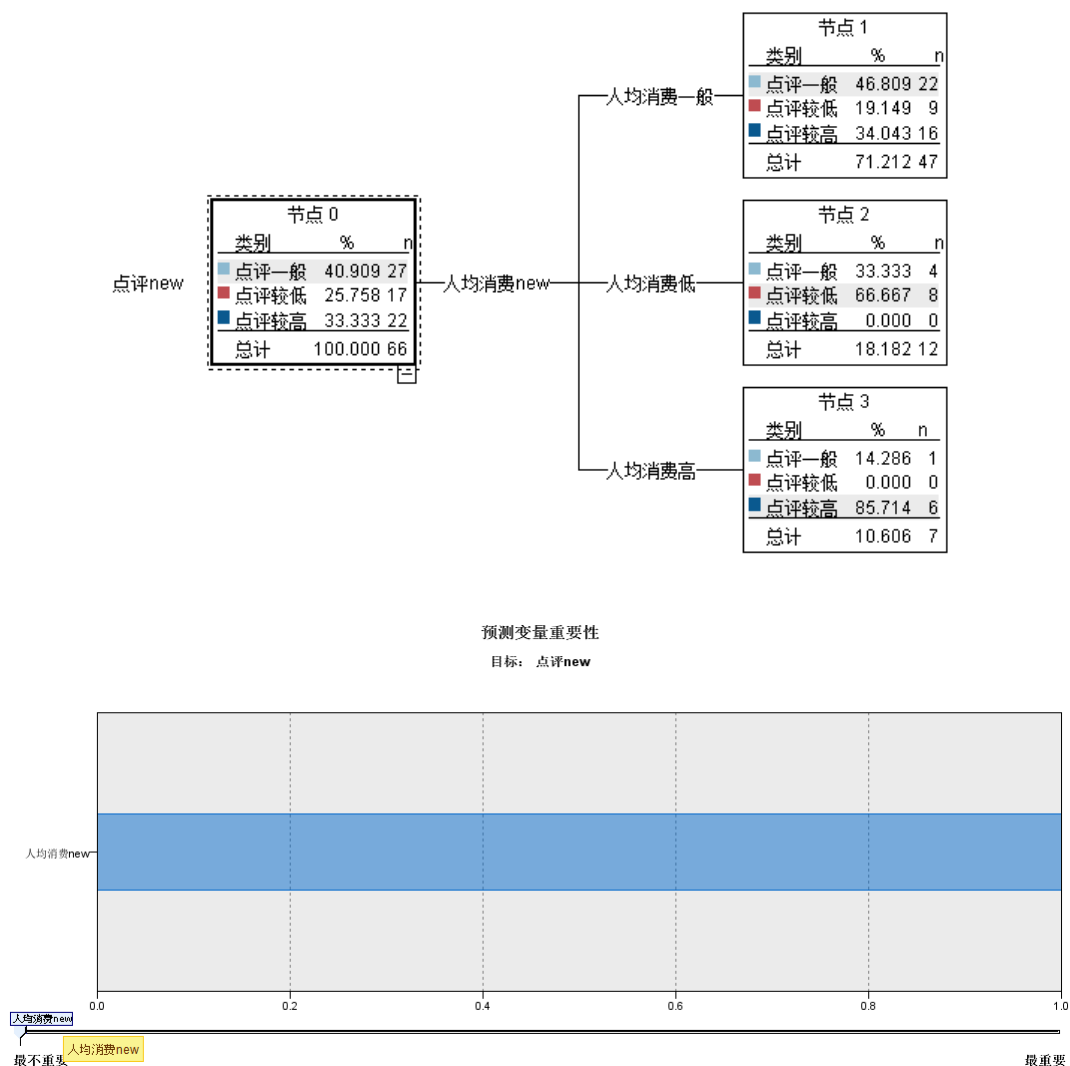 点评new
节点 0
类别 % n
点评一般 40.909 27
点评较低 25.758 17
点评较高 33.333 22
总计 100.000 66
人均消费new
人均消费一般
节点 1
类别 % n
点评一般 46.809 22
点评较低 19.149 9
点评较高 34.043 16
总计 71.212 47
人均消费低
节点 2
类别 % n
点评一般 33.333 4
点评较低 66.667 8
点评较高 0.000 0
总计 18.182 12
人均消费高
节点 3
类别 % n
点评一般 14.286 1
点评较低 0.000 0
点评较高 85.714 6
总计 10.606 7
预测变量重要性
目标： 点评new
人均消费new
0.0 0.2 0.4 0.6 0.8 1.0
人均消费new
人均消费new
最不重要 最重要